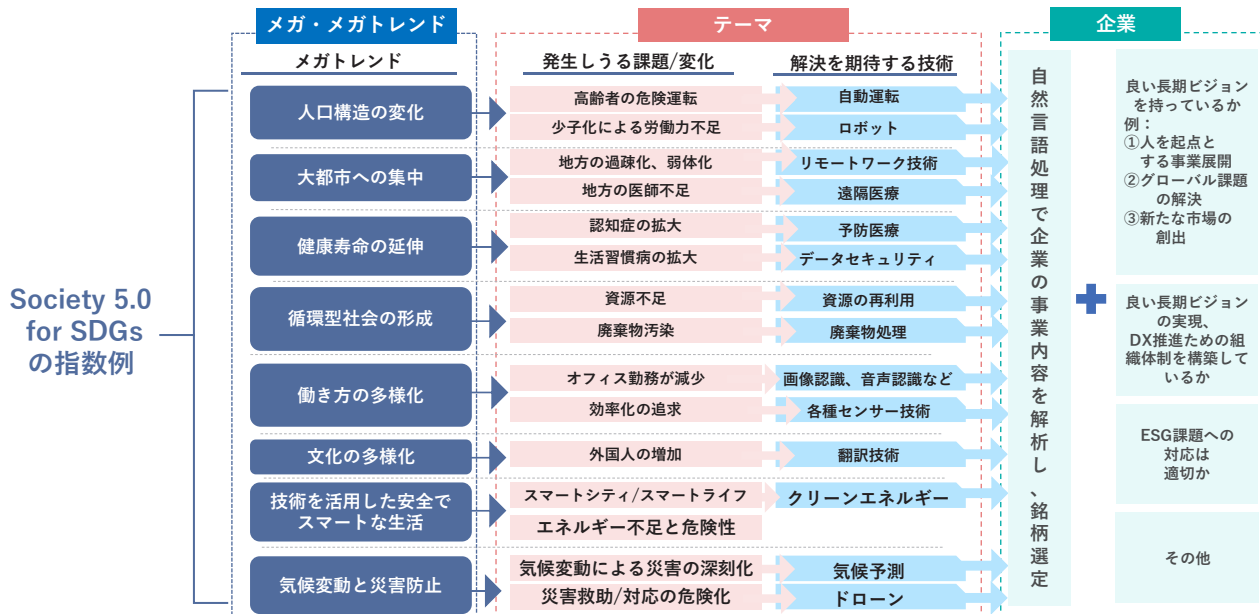 メガ・メガトレンド
テーマ
企業
メガトレンド
発生しうる課題/変化
解決を期待する技術
Society 5.0
for SDGs
の指数例
人口構造の変化
高齢者の危険運転
自動運転
少子化による労働力不足
ロボット
大都市への集中
地方の過疎化、弱体化
リモートワーク技術
地方の医師不足
遠隔医療
健康寿命の延伸
認知症の拡大
予防医療
生活習慣病の拡大
データセキュリティ
循環型社会の形成
資源不足
資源の再利用
廃棄物汚染
廃棄物処理
働き方の多様化
オフィス勤務が減少
画像認識、音声認識など
効率化の追求
各種センサー技術
文化の多様化
外国人の増加
翻訳技術
技術を活用した安全で
スマートな生活
スマートシティ/スマートライフ
クリーンエネルギー
エネルギー不足と危険性
気候変動と災害防止
気候変動による災害の深刻化
気候予測
災害救助/対応の危険化
ドローン
自然言語処理で企業の事業内容を解析し、銘柄選定
良い長期ビジョン
を持っているか
例：
①人を起点と
する事業展開
②グローバル課題
の解決
③新たな市場の
創出
良い長期ビジョン
の実現、
DX推進ための組
織体制を構築して
いるか
ESG課題への
対応は
適切か
その他